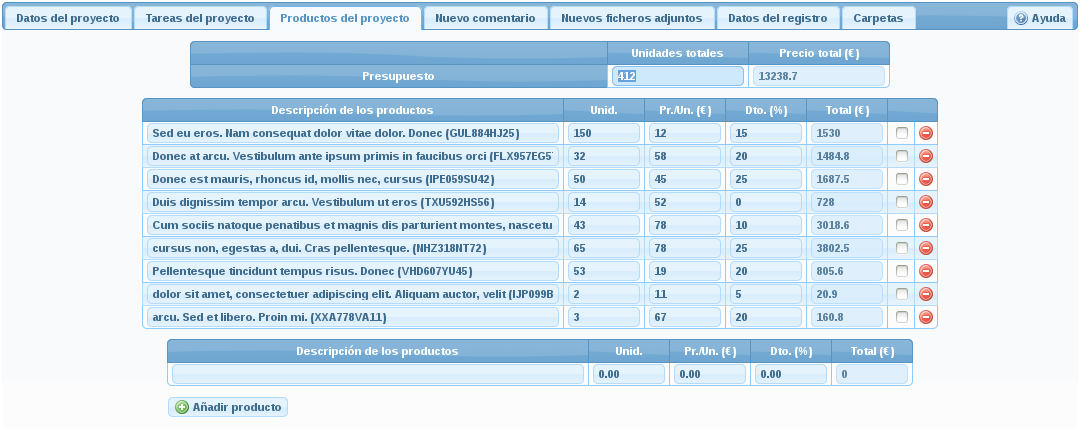 Datos del proyecto Tareas del proyecto Productos del proyecto Nuevo comentario Nuevos ficheros adjuntos Datos del registro Carpetas Ayuda
Unidades totales Precio total (€)
Presupuesto 412 13238.7
Descripción de los productos Unid. Pr./Un. (€) Dto. (%) Total (€)
Sed eu eros. Nam consequat dolor vitae dolor. Donec (GUL884HJ25) 150 12 15 1530
Donec at arcu. Vestibulum ante ipsum primis in faucibus orci (FLX957EG5 32 58 20 1484.8
Donec est mauris, rhoncus id, mollis nec, cursus (IPE059SU42) 50 45 25 1687.5
Duis dignissim tempor arcu. Vestibulum ut eros (TXU592HS56) 14 52 0 728
Cum sociis natoque penatibus et magnis dis parturient montes, nascetu 43 78 10 3018.6
cursus non, egestas a, dui. Cras pellentesque. (NHZ318NT72) 65 78 25 3802.5
Pellentesque tincidunt tempus risus. Donec (VHD607YU45) 53 19 20 805.6
dolor sit amet, consectetuer adipiscing elit. Aliquam auctor, velit (IJP099B 2 11 5 20.9
arcu. Sed et libero. Proin mi. (XXA778VA11) 3 67 20 160.8
Descripción de los productos Unid. Pr./Un. (€) Dto. (%) Total (€)
0.00 0.00 0.00 0
Añadir producto